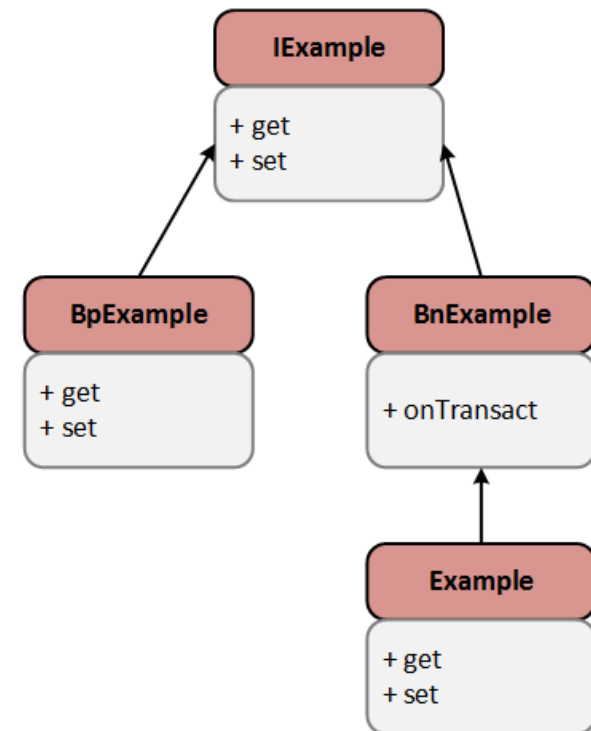 IExample
+ get
+ set
BpExample
+ get
+ set
BnExample
+ onTransact
Example
+ get
+ set